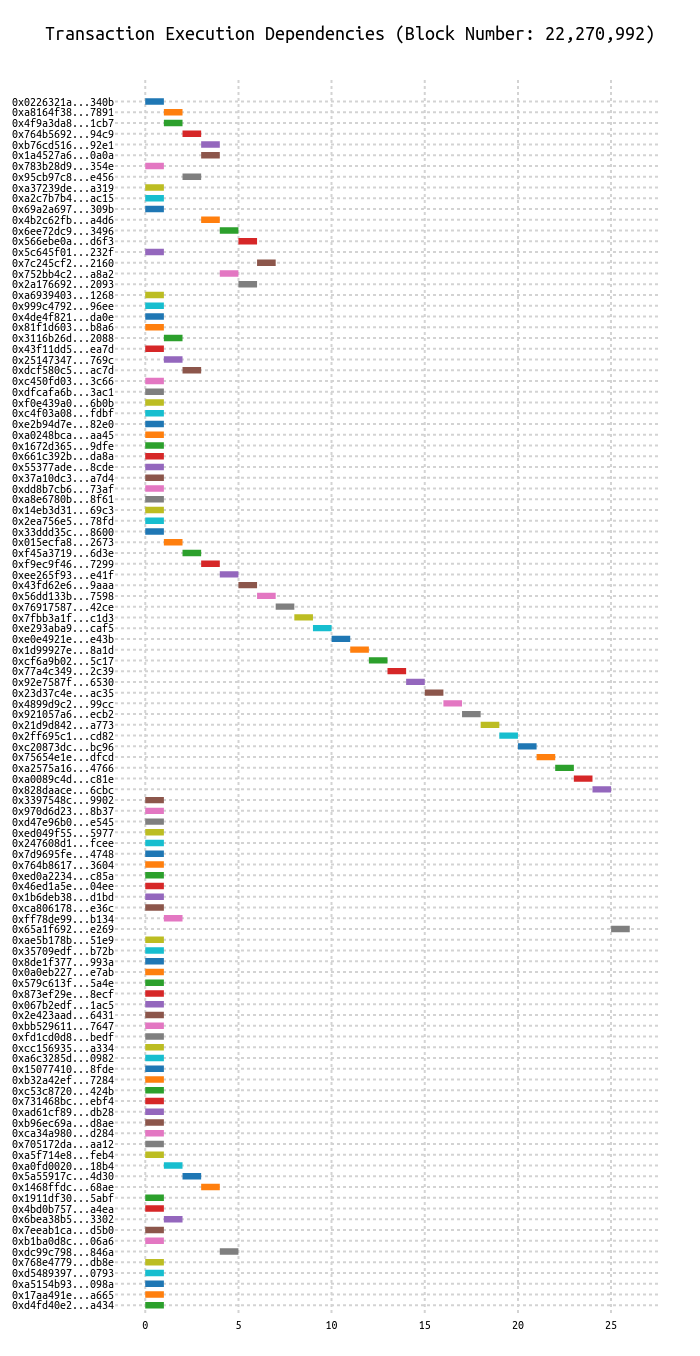 Transaction Execution Dependencies (Block Number: 22,270,992)
0x0226321a...340b
0xa8164f38...7891
0x4f9a3da8...1cb7
0x764b5692...94c9
0xb76cd516...92e1
0x1a4527a6...0a0a
0x783b28d9...354e
0x95cb97c8...e456
0xa37239de...a319
0xa2c7b7b4...ac15
0x69a2a697...309b
0x4b2c62fb...a4d6
0x6ee72dc9...3496
0x566ebe0a...d6f3
0x5c645f01...232f
0x7c245cf2...2160
0x752bb4c2...a8a2
0x2a176692...2093
0xa6939403...1268
0x999c4792...96ee
0x4de4f821...da0e
0x81f1d603...b8a6
0x3116b26d...2088
0x43f11dd5...ea7d
0x25147347...769c
0xdcf580c5...ac7d
0xc450fd03...3c66
0xdfcafa6b...3ac1
0xf0e439a0...6b0b
0xc4f03a08...fdbf
0xe2b94d7e...82e0
0xa0248bca...aa45
0x1672d365...9dfe
0x661c392b...da8a
0x55377ade...8cde
0x37a10dc3...a7d4
0xdd8b7cb6...73af
0xa8e6780b...8f61
0x14eb3d31...69c3
0x2ea756e5...78fd
0x33ddd35c...8600
0x015ecfa8...2673
0xf45a3719...6d3e
0xf9ec9f46...7299
0xee265f93...e41f
0x43fd62e6...9aaa
0x56dd133b...7598
0x76917587...42ce
0x7fbb3a1f...c1d3
0xe293aba9...caf5
0xe0e4921e...e43b
0x1d99927e...8a1d
0xcf6a9b02...5c17
0x77a4c349...2c39
0x92e7587f...6530
0x23d37c4e...ac35
0x4899d9c2...99cc
0x921057a6...ecb2
0x21d9d842...a773
0x2ff695c1...cd82
0xc20873dc...bc96
0x75654e1e...dfcd
0xa2575a16...4766
0xa0089c4d...c81e
0x828daace...6cbc
0x3397548c...9902
0x970d6d23...8b37
0xd47e96b0...e545
0xed049f55...5977
0x247608d1...fcee
0x7d9695fe...4748
0x764b8617...3604
0xed0a2234...c85a
0x46ed1a5e...04ee
0x1b6deb38...d1bd
0xca806178...e36c
0xff78de99...b134
0x65a1f692...e269
0xae5b178b...51e9
0x35709edf...b72b
0x8de1f377...993a
0x0a0eb227...e7ab
0x579c613f...5a4e
0x873ef29e...8ecf
0x067b2edf...1ac5
0x2e423aad...6431
0xbb529611...7647
0xfd1cd0d8...bedf
0xcc156935...a334
0xa6c3285d...0982
0x15077410...8fde
0xb32a42ef...7284
0xc53c8720...424b
0x731468bc...ebf4
0xad61cf89...db28
0xb96ec69a...d8ae
0xca34a980...d284
0x705172da...aa12
0xa5f714e8...feb4
0xa0fd0020...18b4
0x5a55917c...4d30
0x1468ffdc...68ae
0x1911df30...5abf
0x4bd0b757...a4ea
0x6bea38b5...3302
0x7eeab1ca...d5b0
0xb1ba0d8c...06a6
0xdc99c798...846a
0x768e4779...db8e
0xd5489397...0793
0xa5154b93...098a
0x17aa491e...a665
0xd4fd40e2...a434
0 5 10 15 20 25